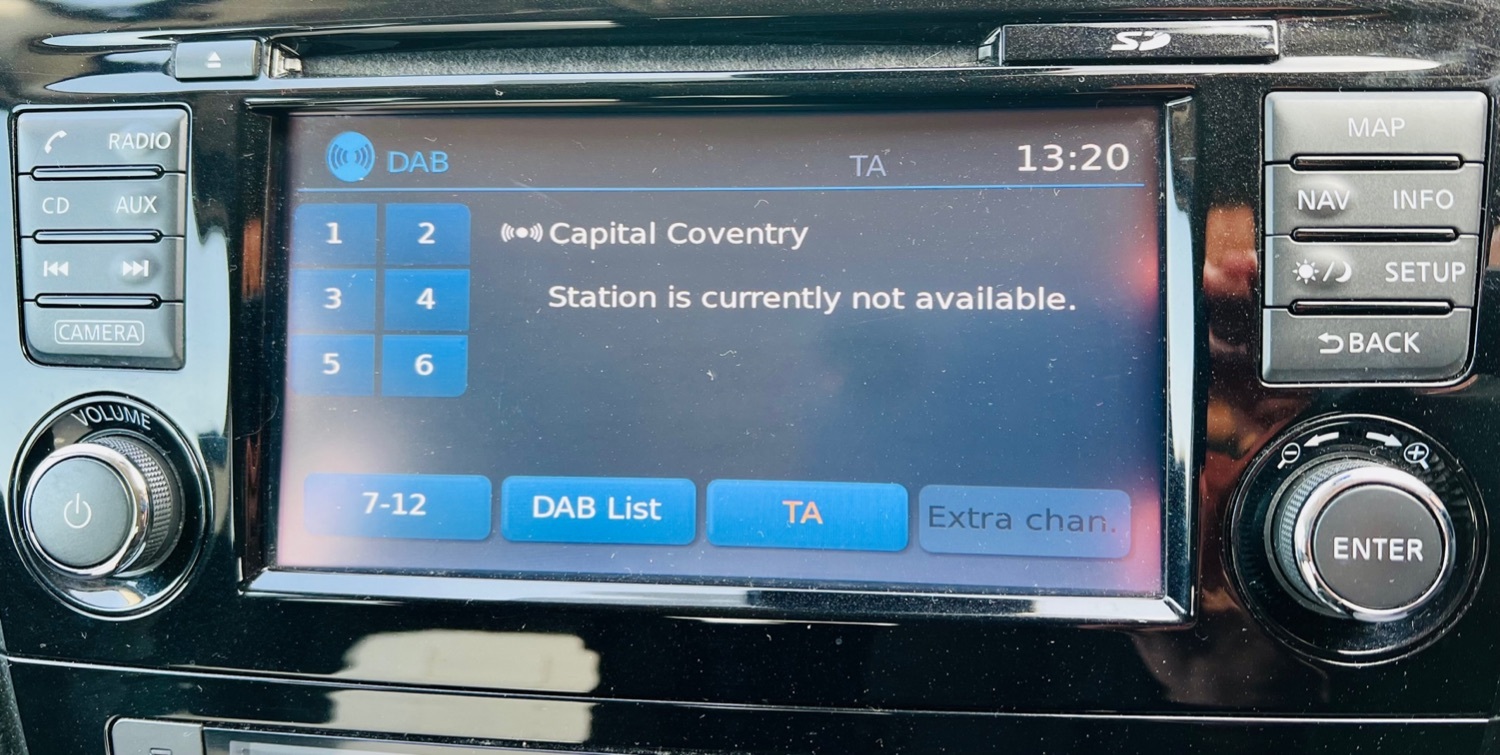 SD
RADIO
CD AUX
CAMERA
VOLUME
DAB TA 13:20
1 2
3 4
5 6
Capital Coventry
Station is currently not available.
7-12 DAB List TA Extra chan.
MAP
NAV INFO
SETUP
BACK
ENTER